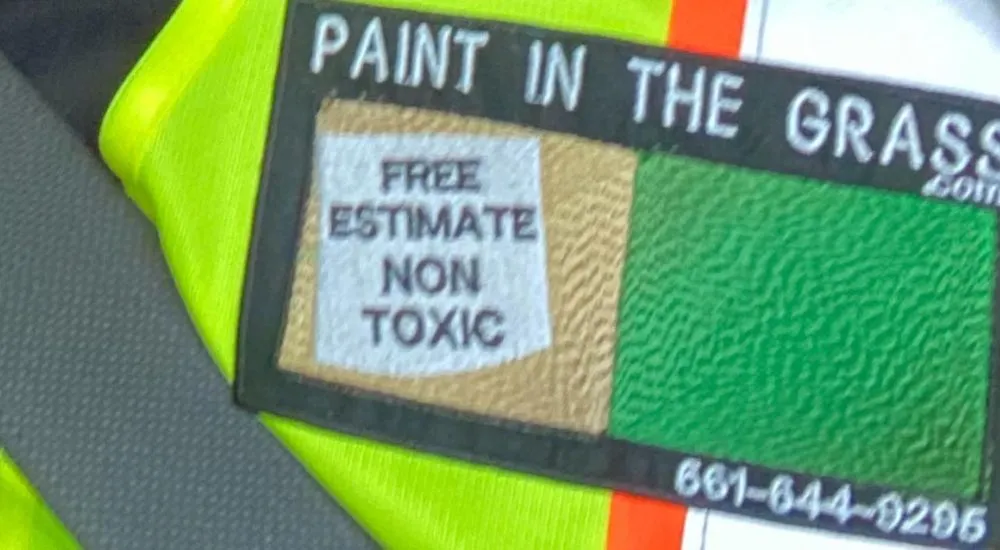 PAINT IN THE GRASS
.com
FREE
ESTIMATE
NON
TOXIC
661-644-9296